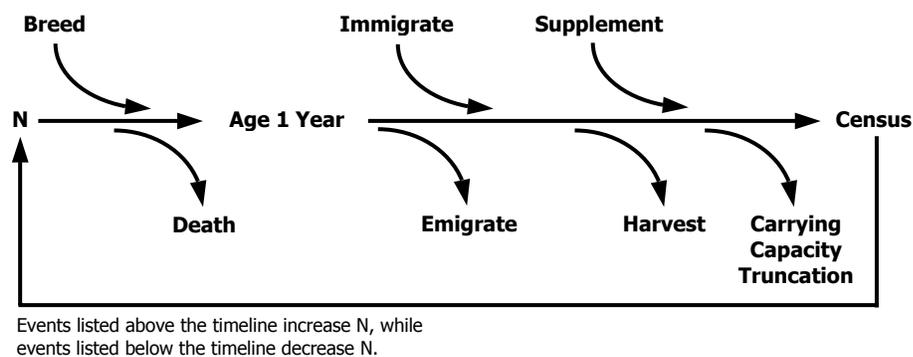 Breed
Immigrate
Supplement
N
Age 1 Year
Census
Death
Emigrate
Harvest
Carrying
Capacity
Truncation
Events listed above the timeline increase N, while
events listed below the timeline decrease N.